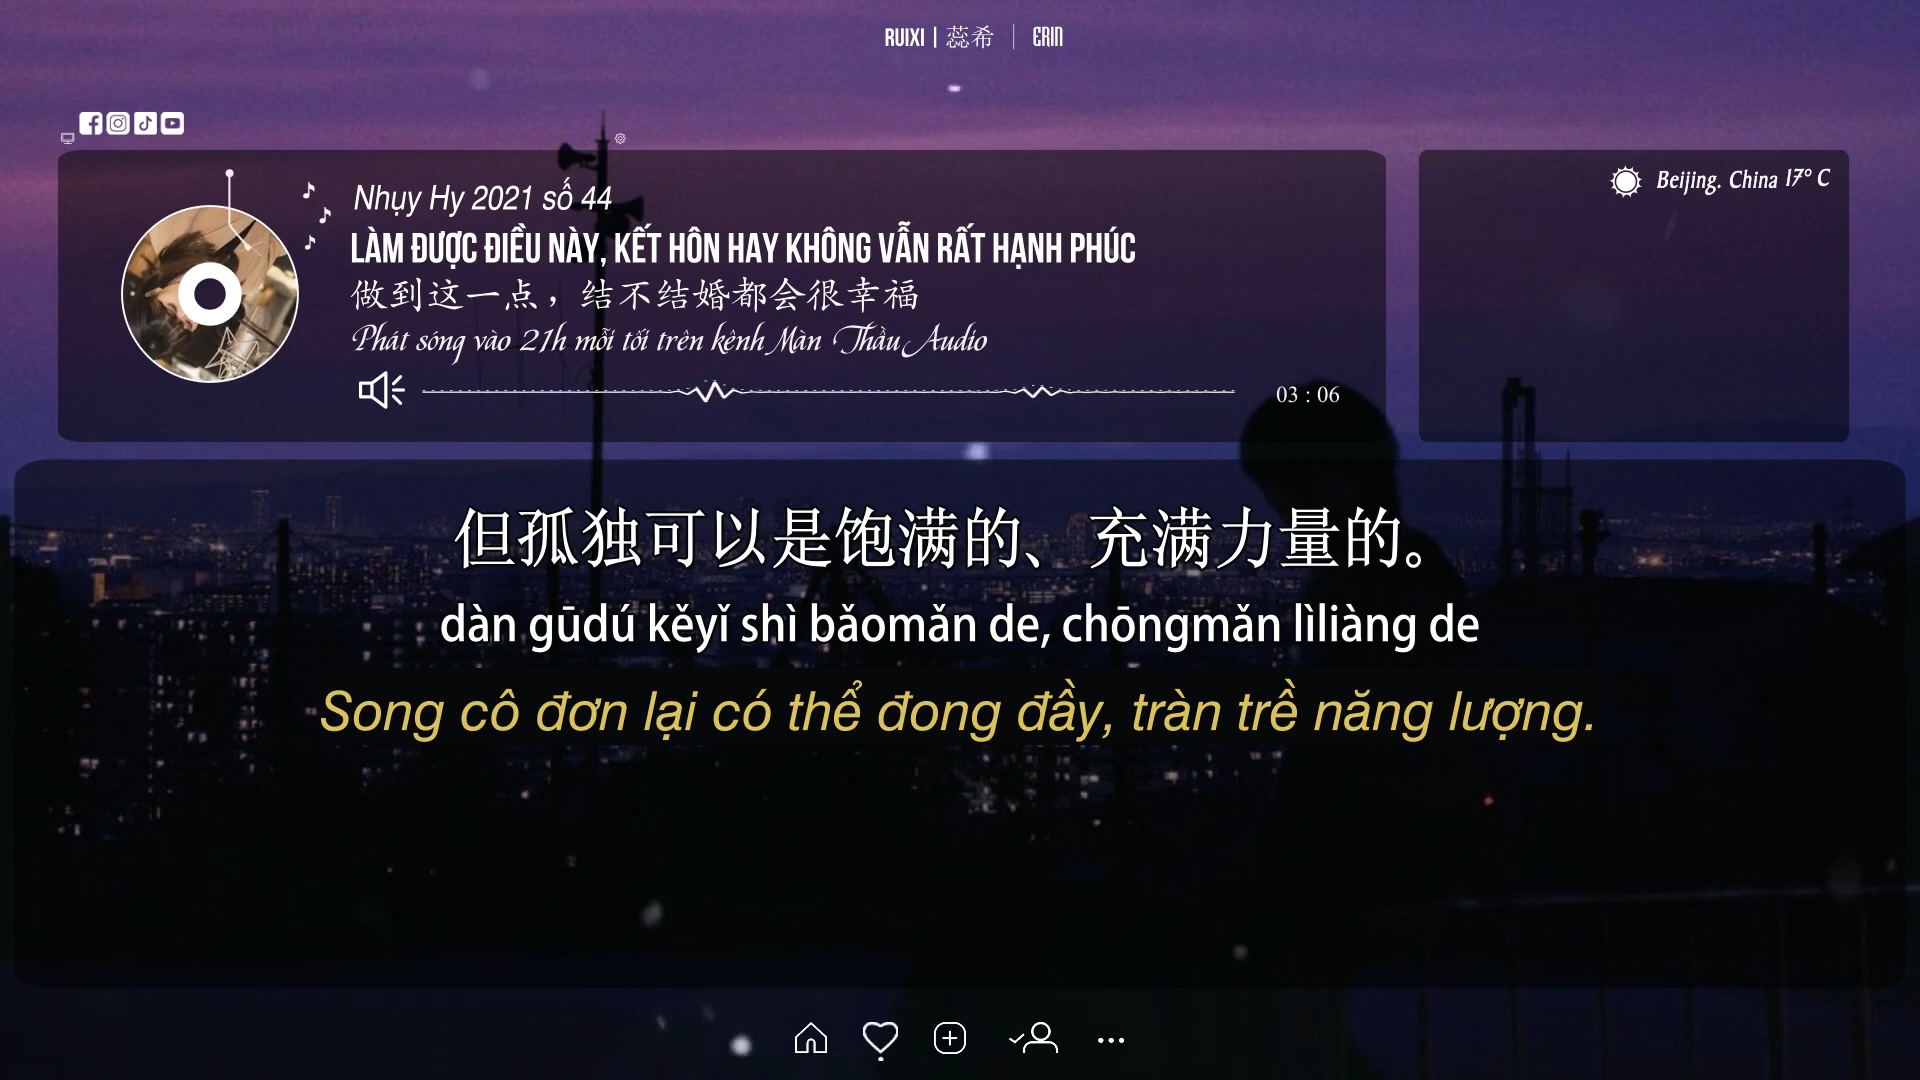 RUIXI | 蕊希 | ERIN
Nhụy Hy 2021 số 44
LÀM ĐƯỢC ĐIỀU NÀY, KẾT HÔN HAY KHÔNG VẪN RẤT HẠNH PHÚC
做到这一点，结不结婚都会很幸福
Phát sóng vào 21h mỗi tối trên kênh Màn Thầu Audio
03 : 06
Beijing. China 17° C
但孤独可以是饱满的、充满力量的。
dàn gūdú kěyǐ shì bǎomǎn de, chōngmǎn lìliàng de
Song cô đơn lại có thể đong đầy, tràn trề năng lượng.